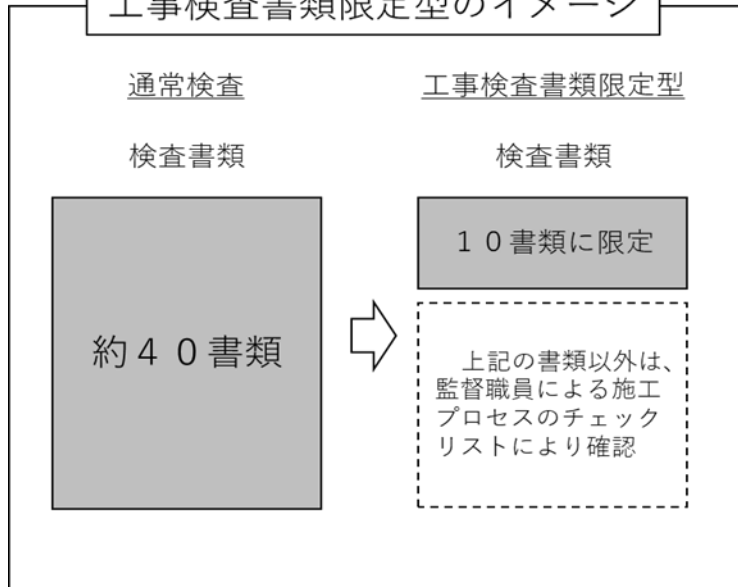 工事検査書類限定型のイメージ
通常検査
工事検査書類限定型
検査書類
検査書類
約４０書類
１０書類に限定
上記の書類以外は、
監督職員による施工
プロセスのチェック
リストにより確認